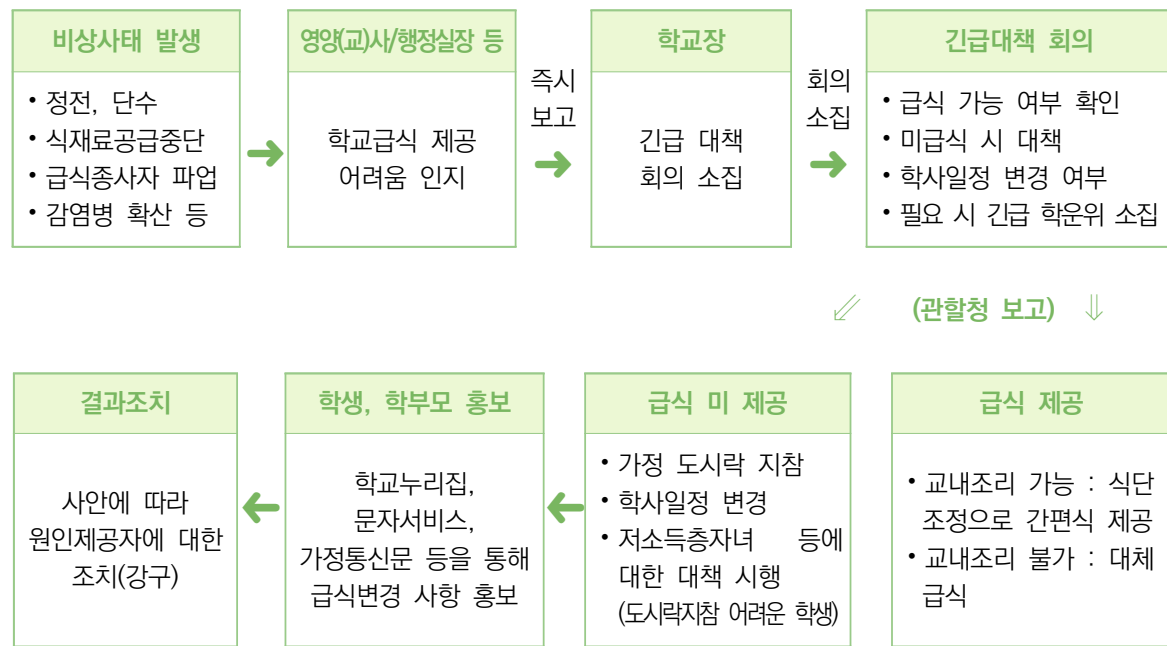 비상사태 발생
• 정전, 단수
• 식재료공급중단
• 급식종사자 파업
• 감염병 확산 등
영양(교)사/행정실장 등
학교급식 제공
어려움 인지
즉시
보고
학교장
긴급 대책
회의 소집
회의
소집
긴급대책 회의
• 급식 가능 여부 확인
• 미급식 시 대책
• 학사일정 변경 여부
• 필요 시 긴급 학운위 소집
(관할청 보고)
결과조치
사안에 따라
원인제공자에 대한
조치(강구)
학생, 학부모 홍보
학교누리집,
문자서비스,
가정통신문 등을 통해
급식변경 사항 홍보
급식 미 제공
• 가정 도시락 지참
• 학사일정 변경
• 저소득층자녀 등에
대한 대책 시행
(도시락지참 어려운 학생)
급식 제공
• 교내조리 가능 : 식단
조정으로 간편식 제공
• 교내조리 불가 : 대체
급식